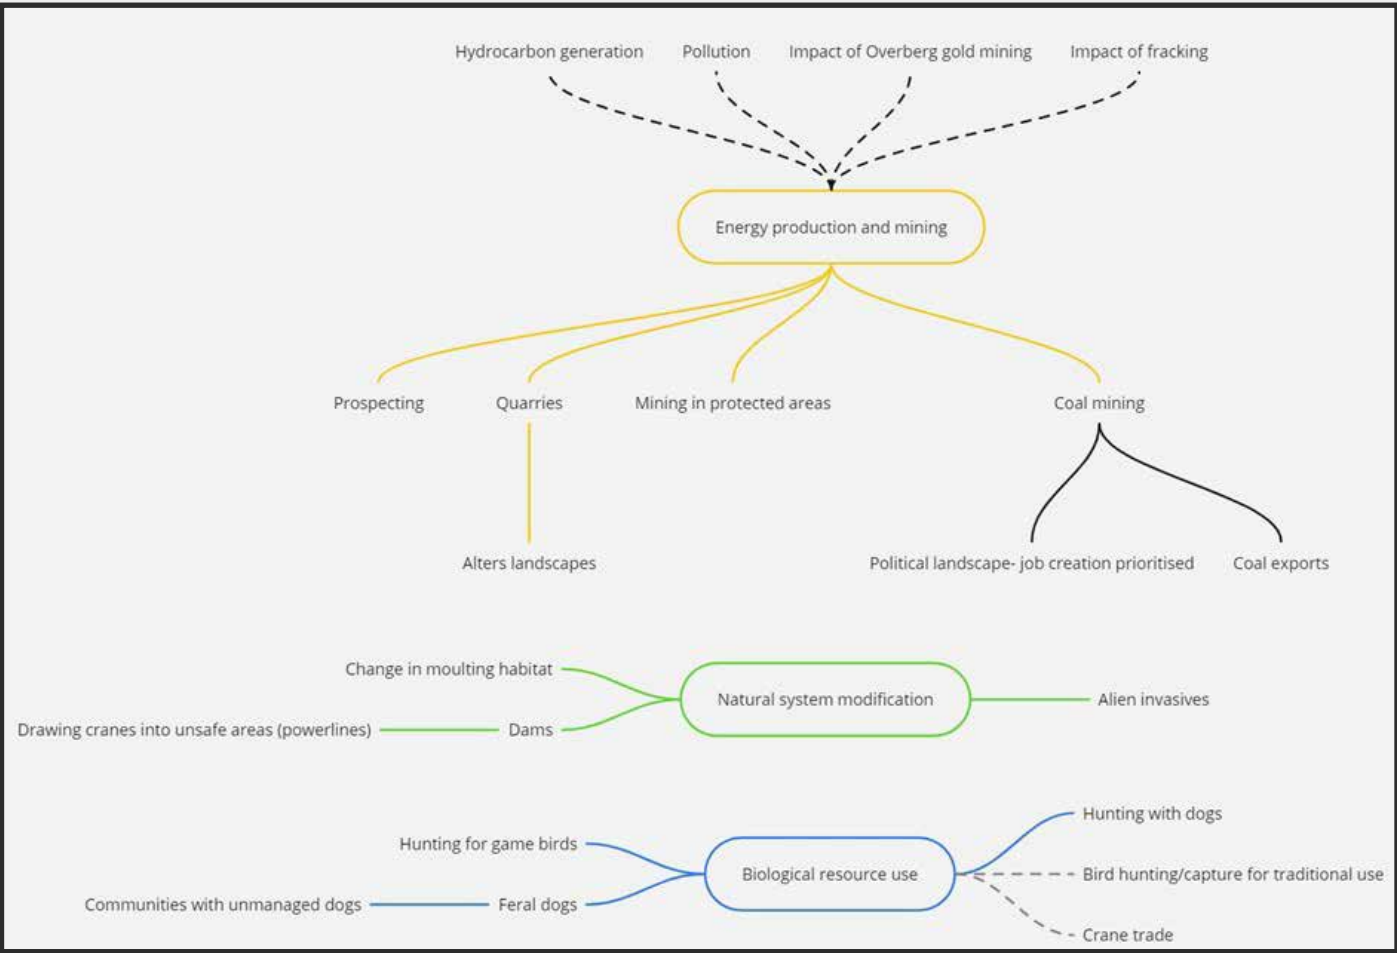 Hydrocarbon generation
Pollution
Impact of Overberg gold mining
Impact of fracking
Energy production and mining
Prospecting
Quarries
Mining in protected areas
Coal mining
Alters landscapes
Political landscape- job creation prioritised
Coal exports
Change in moulting habitat
Natural system modification
Alien invasives
Drawing cranes into unsafe areas (powerlines)
Dams
Hunting with dogs
Hunting for game birds
Biological resource use
Bird hunting/capture for traditional use
Communities with unmanaged dogs
Feral dogs
Crane trade